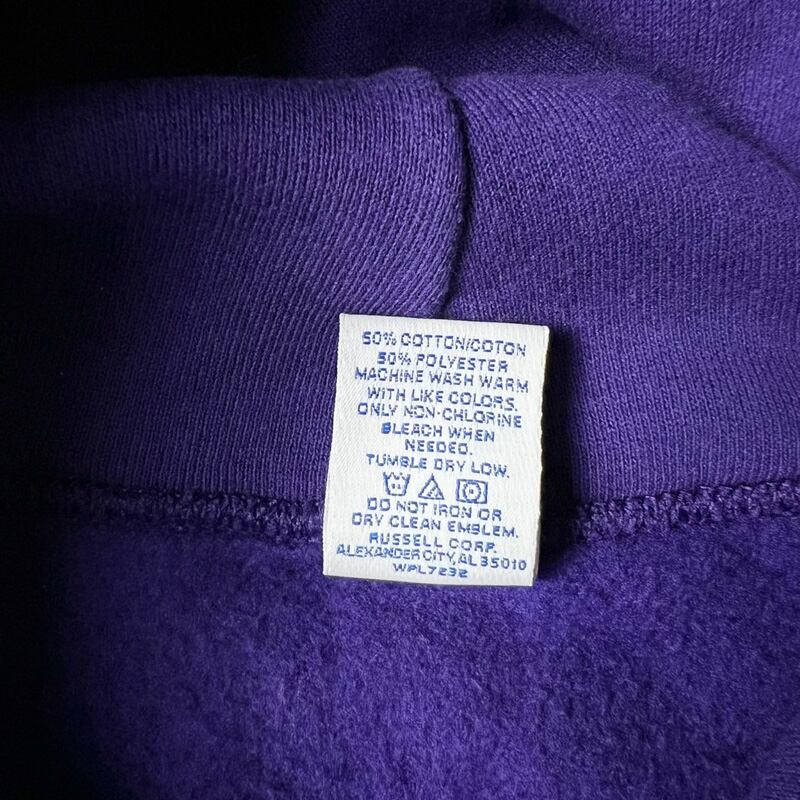 50% COTTON/COTON
50% POLYESTER
MACHINE WASH WARM
WITH LIKE COLORS.
ONLY NON-CHLORINE
BLEACH WHEN
NEEDED.
TUMBLE DRY LOW.
DO NOT IRON OR
DRY CLEAN EMBLEM.
RUSSELL CORP.
ALEXANDER CITY, AL 35010
WPL7232